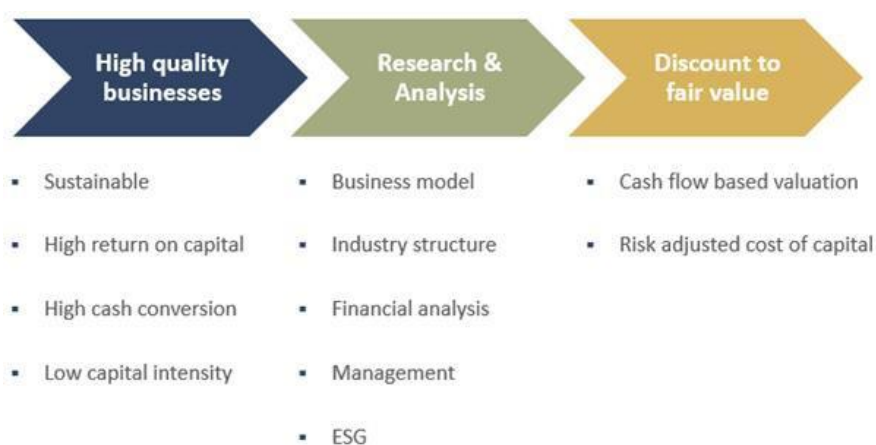 High quality
businesses
Research &
Analysis
Discount to
fair value
Sustainable
High return on capital
High cash conversion
Low capital intensity
Business model
Industry structure
Financial analysis
Management
ESG
Cash flow based valuation
Risk adjusted cost of capital